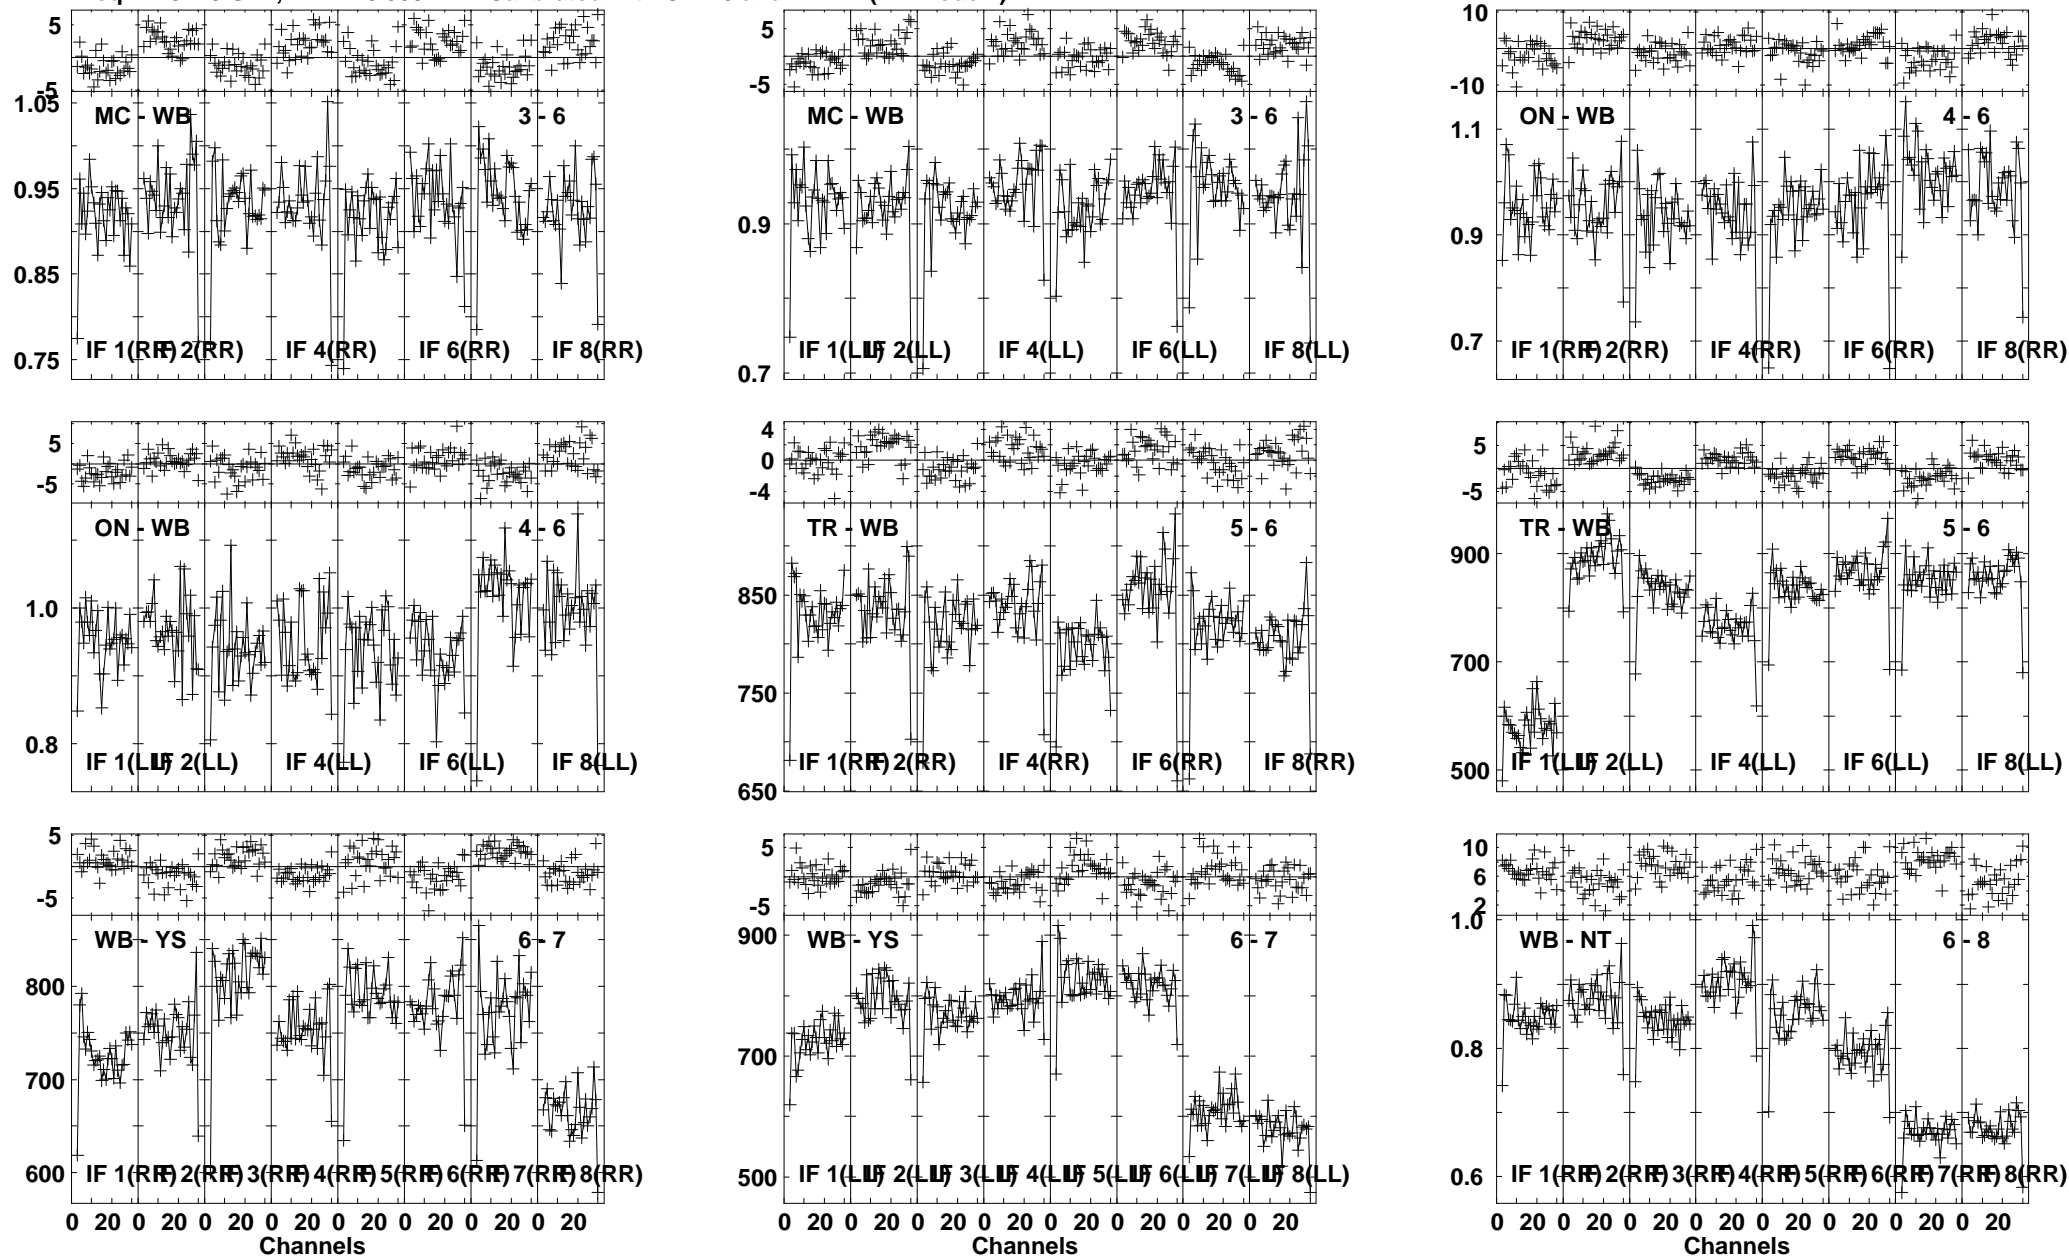 5
-5
1.05
MC - WB 3 - 6
0.95
0.85
IF 1(RR) IF 2(RR) IF 4(RR) IF 6(RR) IF 8(RR)
0.75
5
-5
MC - WB 3 - 6
0.9
IF 1(LL) IF 2(LL) IF 4(LL) IF 6(LL) IF 8(LL)
0.7
10
-10
ON - WB 4 - 6
1.1
0.9
0.7
IF 1(RR) IF 2(RR) IF 4(RR) IF 6(RR) IF 8(RR)
5
-5
ON - WB 4 - 6
1.0
0.8
IF 1(LL) IF 2(LL) IF 4(LL) IF 6(LL) IF 8(LL)
4
0
-4
TR - WB 5 - 6
850
750
IF 1(RR) IF 2(RR) IF 4(RR) IF 6(RR) IF 8(RR)
650
5
-5
TR - WB 5 - 6
900
700
IF 1(LL) IF 2(LL) IF 4(LL) IF 6(LL) IF 8(LL)
500
5
-5
WB - YS 6 - 7
800
700
600
IF 1(RR) IF 2(RR) IF 3(RR) IF 4(RR) IF 5(RR) IF 6(RR) IF 7(RR) IF 8(RR)
0 20 0 20 0 20 0 20 0 20 0 20 0 20 0 20
Channels
5
-5
WB - YS 6 - 7
900
700
500
IF 1(LL) IF 2(LL) IF 3(LL) IF 4(LL) IF 5(LL) IF 6(LL) IF 7(LL) IF 8(LL)
0 20 0 20 0 20 0 20 0 20 0 20 0 20 0 20
Channels
10
6
2
1.0
WB - NT 6 - 8
0.8
0.6
IF 1(RR) IF 2(RR) IF 3(RR) IF 4(RR) IF 5(RR) IF 6(RR) IF 7(RR) IF 8(RR)
0 20 0 20 0 20 0 20 0 20 0 20 0 20 0 20
Channels